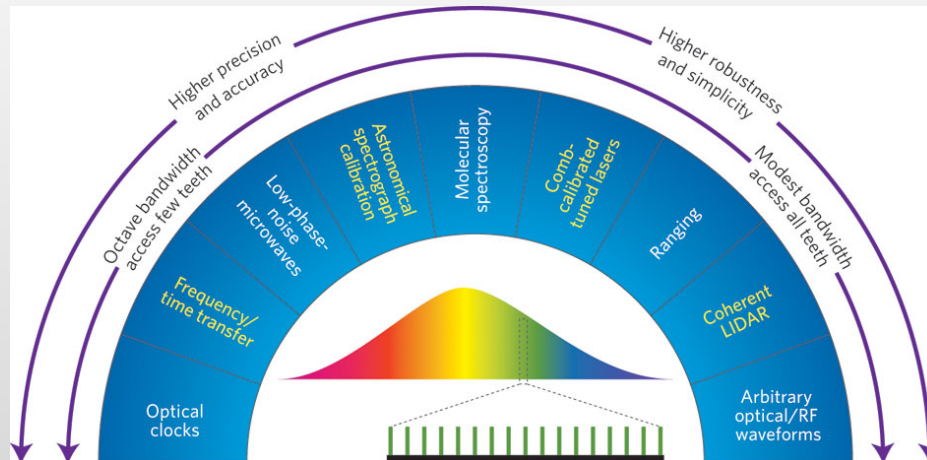 Higher precision
and accuracy
Higher robustness
and simplicity
Octave bandwidth
access few teeth
Modest bandwidth
access all teeth
Optical
clocks
Frequency/
time transfer
Low-phase-
noise
microwaves
Astronomical
spectrograph
calibration
Molecular
spectroscopy
Comb-
calibrated
tuned lasers
Ranging
Coherent
LIDAR
Arbitrary
optical/RF
waveforms